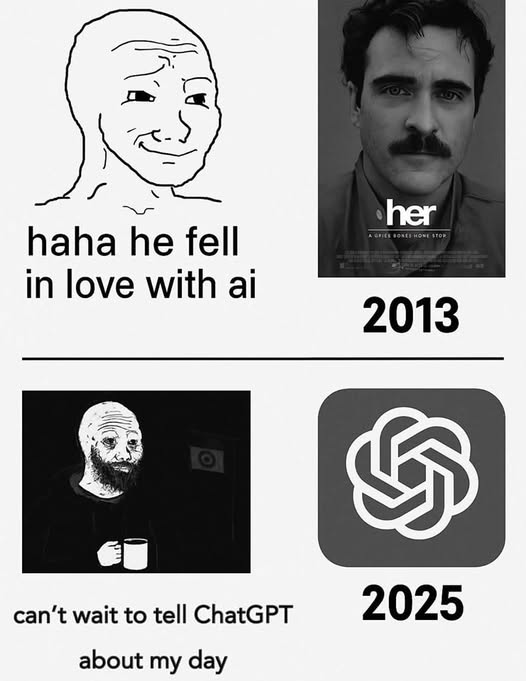 haha he fell
in love with ai
her
2013
can't wait to tell ChatGPT
about my day
2025